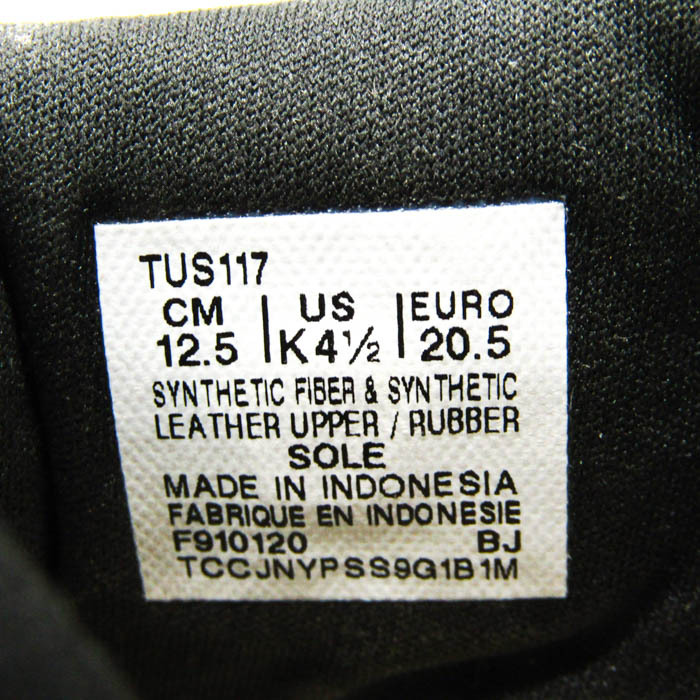 TUS117
CM | US | EURO
12.5 | K4½ | 20.5
SYNTHETIC FIBER & SYNTHETIC
LEATHER UPPER / RUBBER
SOLE
MADE IN INDONESIA
FABRIQUE EN INDONESIE
F910120 BJ
TCCJNYPSS9G1B1M